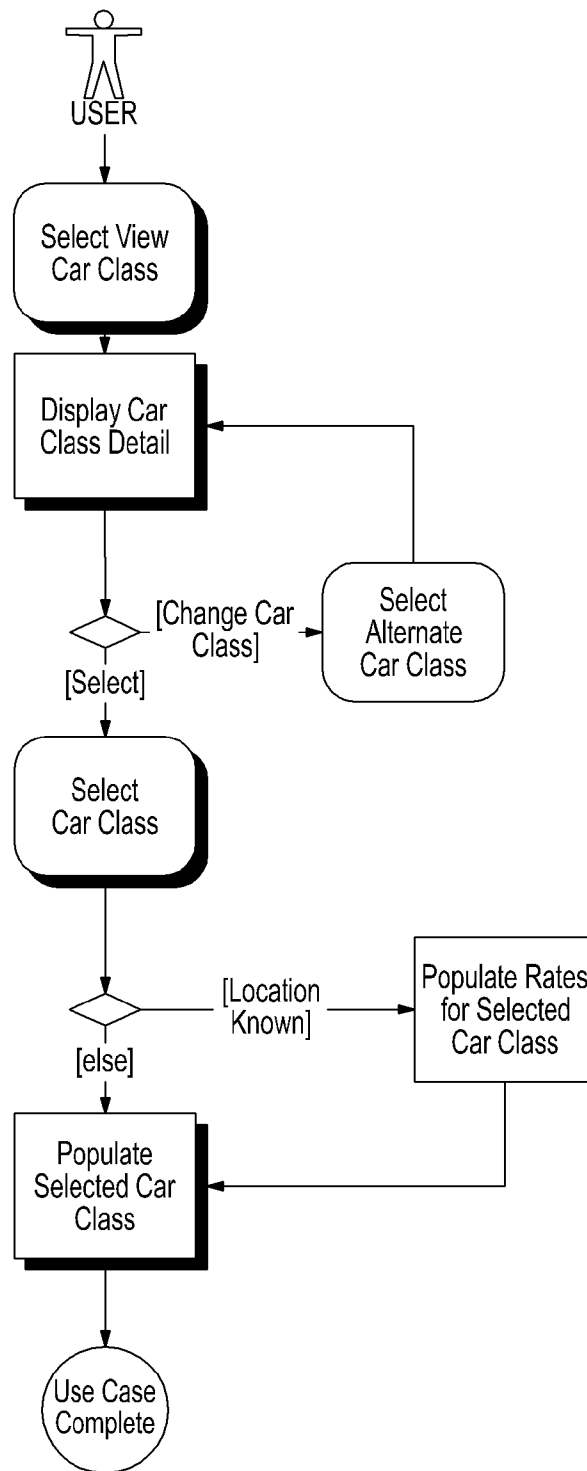 USER
Select View
Car Class
Display Car
Class Detail
[Change Car
Class]
Select
Alternate
Car Class
[Select]
Select
Car Class
[Location
Known]
Populate Rates
for Selected
Car Class
[else]
Populate
Selected Car
Class
Use Case
Complete